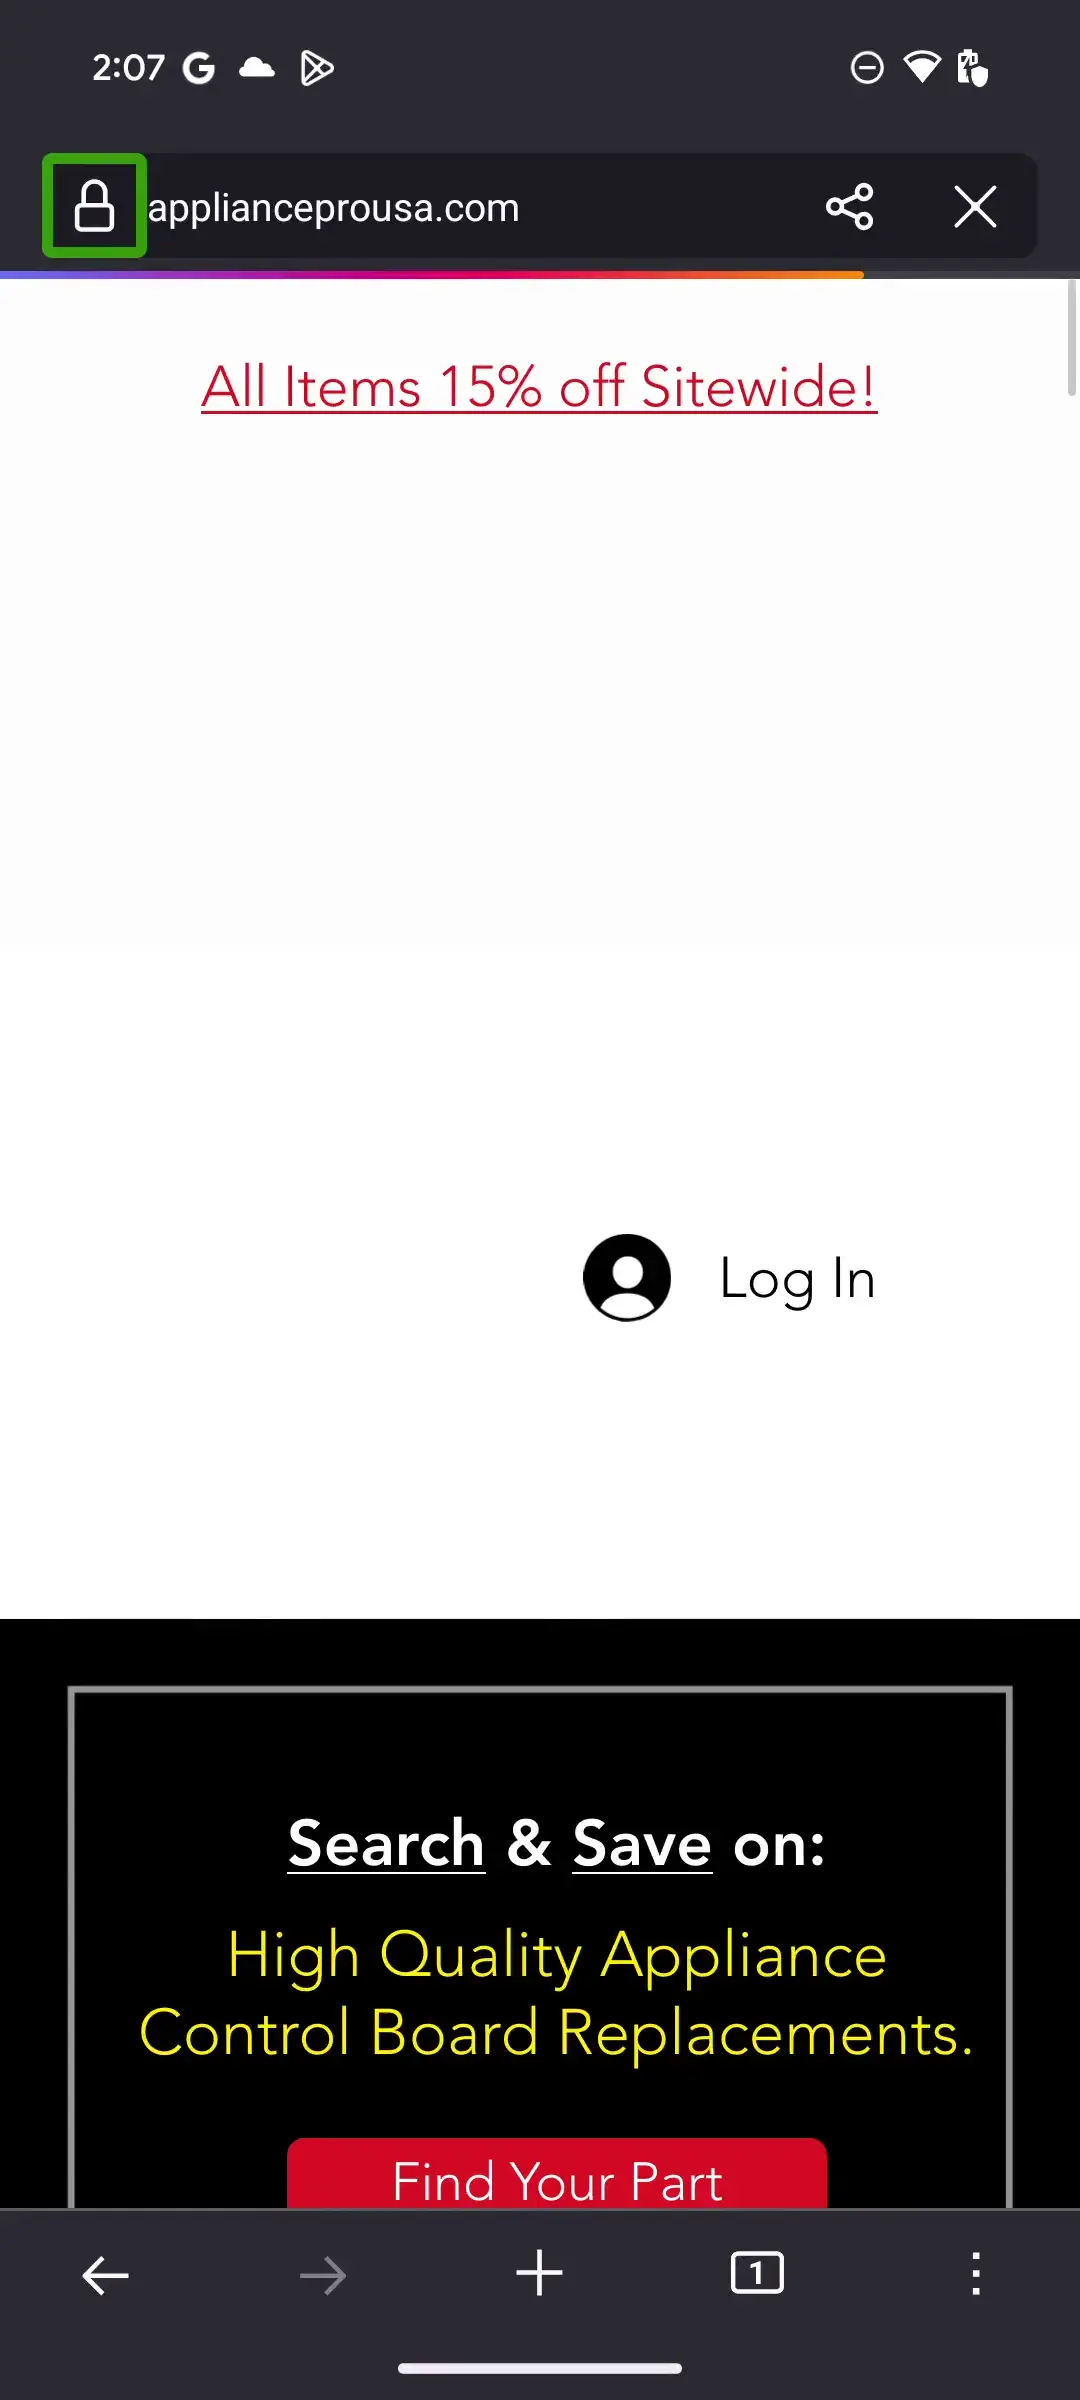 2:07
applianceprousa.com
All Items 15% off Sitewide!
Log In
Search & Save on:
High Quality Appliance
Control Board Replacements.
Find Your Part
1